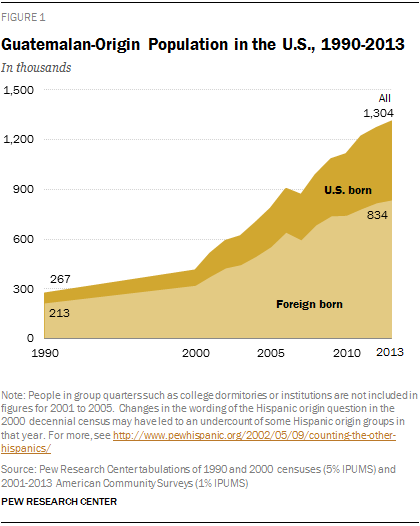 FIGURE 1
Guatemalan-Origin Population in the U.S., 1990-2013
In thousands
1,500
All
1,304
1,200
900
U.S. born
834
600
300
267
213
Foreign born
0
1990
2000
2005
2010
2013
Note: People in group quarters such as college dormitories or institutions are not included in
figures for 2001 to 2005. Changes in the wording of the Hispanic origin question in the
2000 decennial census may have led to an undercount of some Hispanic origin groups in
that year. For more, see http://www.pewhispanic.org/2002/05/09/counting-the-other-
hispanics/
Source: Pew Research Center tabulations of 1990 and 2000 censuses (5% IPUMS) and
2001-2013 American Community Surveys (1% IPUMS)
PEW RESEARCH CENTER